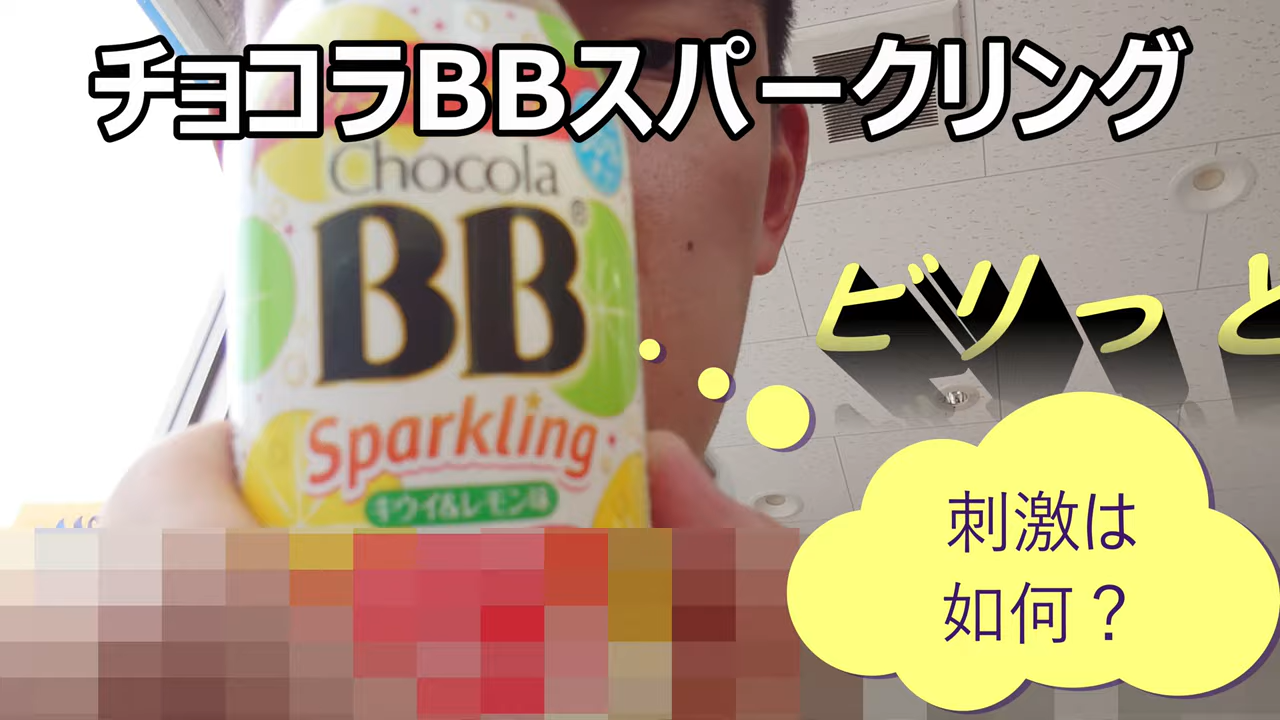 チョコラBBスパークリング
Chocola
BB®
Sparkling
キウイ&レモン味
ビリっと
刺激は
如何？